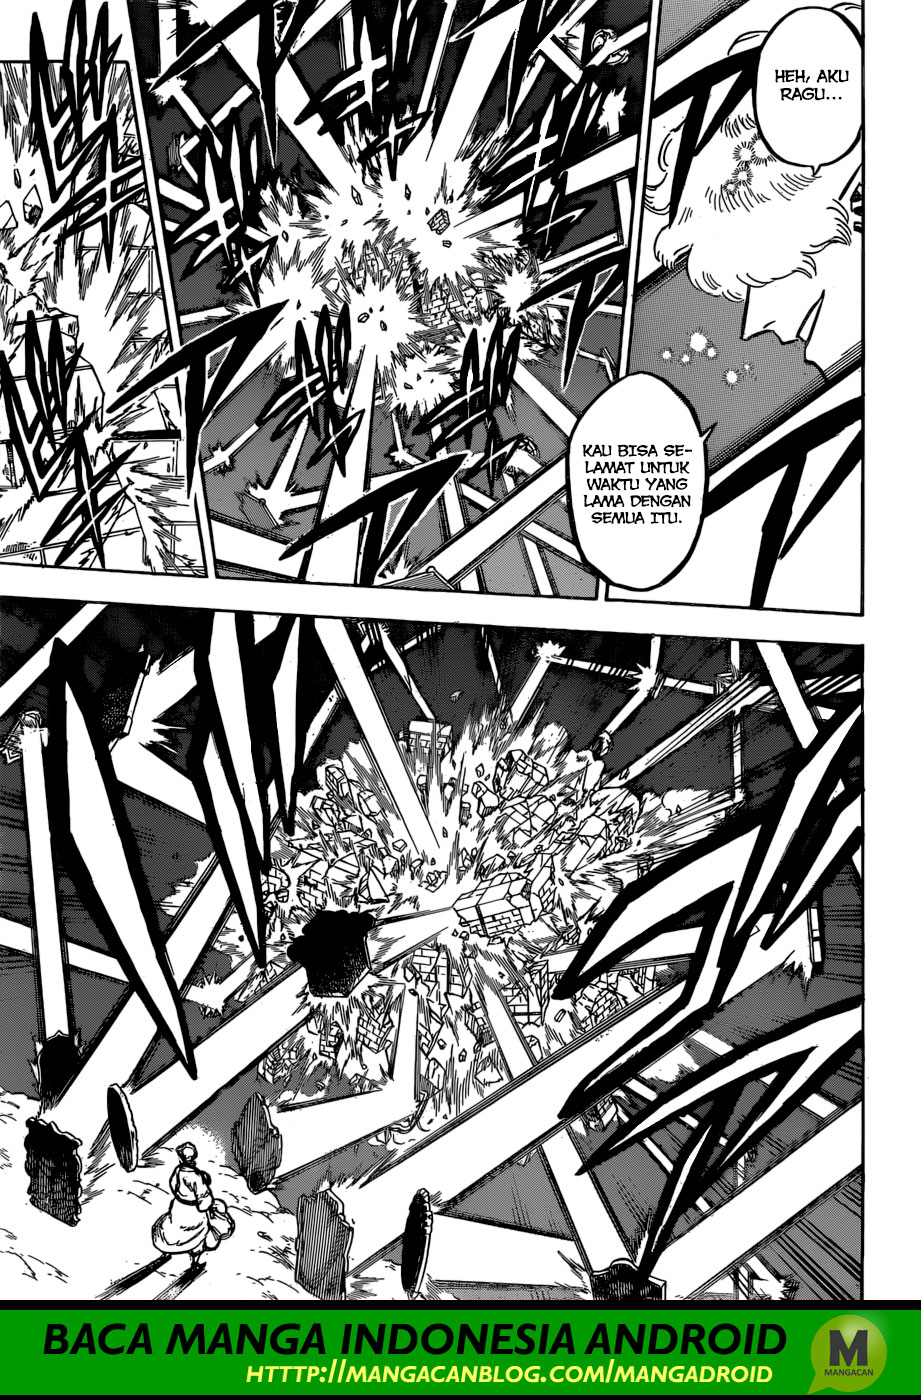 HEH, AKU
RAGU...
KAU BISA SE-
LAMAT UNTUK
WAKTU YANG
LAMA DENGAN
SEMUA ITU.
BACA MANGA INDONESIA ANDROID
HTTTP://MANGACANBLOG.COM/MANGADROID
M
MANGACAN